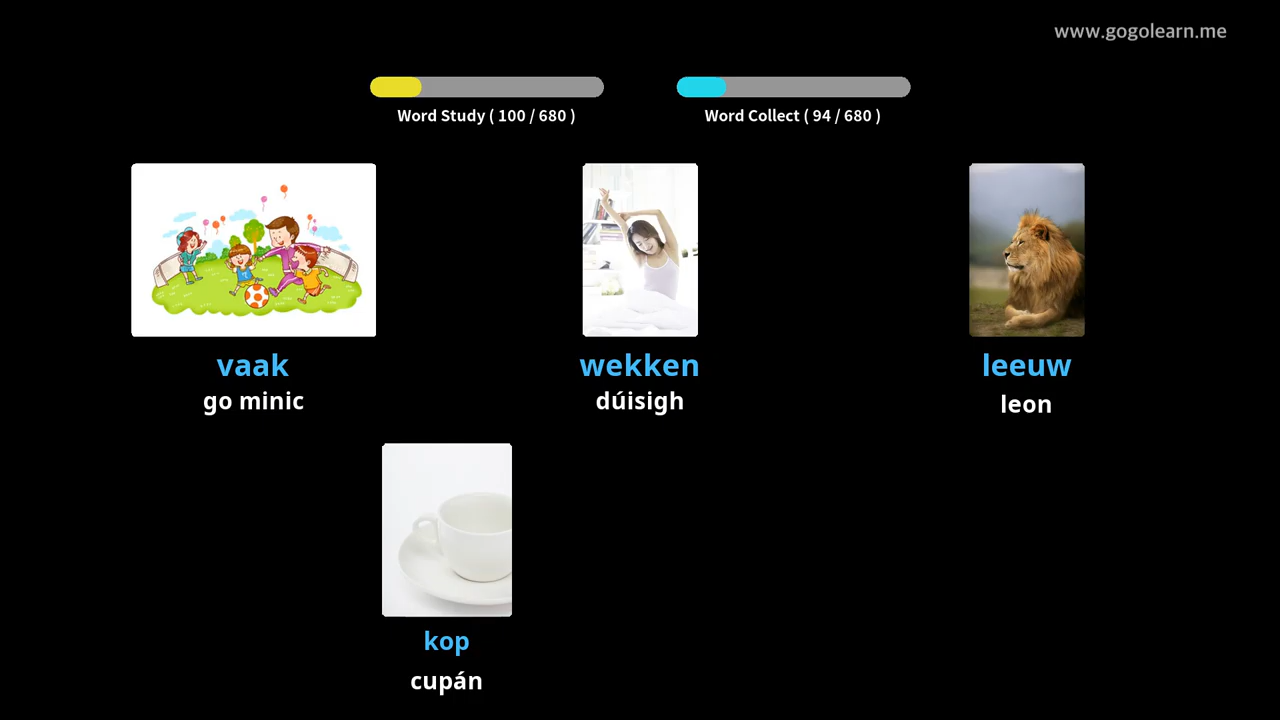 www.gogolearn.me
Word Study ( 100 / 680 )
Word Collect ( 94 / 680 )
vaak
go minic
wekken
dúisigh
leeuw
leon
kop
cupán